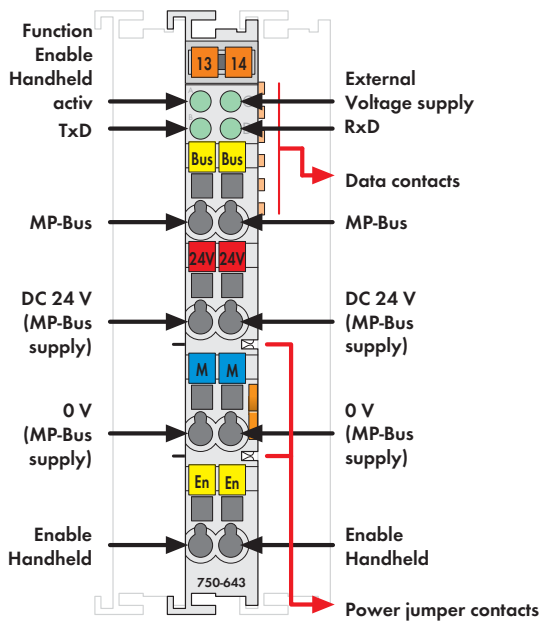 Function
Enable
Handheld
activ
TxD
13 14
External
Voltage supply
RxD
Bus Bus
Data contacts
MP-Bus
MP-Bus
24V 24V
DC 24 V
(MP-Bus
supply)
DC 24 V
(MP-Bus
supply)
M M
0 V
(MP-Bus
supply)
0 V
(MP-Bus
supply)
En En
Enable
Handheld
Enable
Handheld
750-643
Power jumper contacts